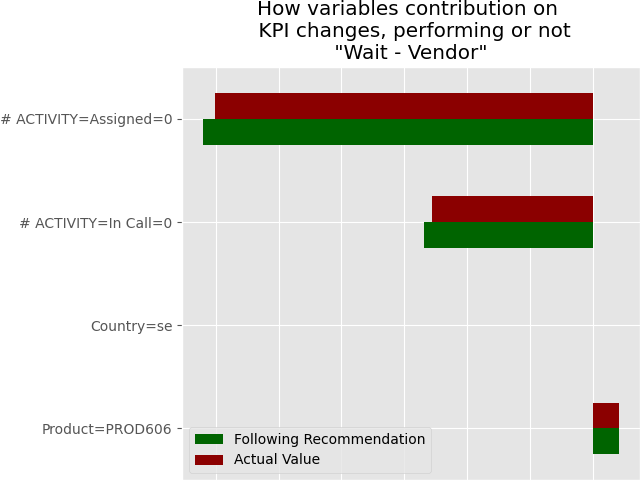 How variables contribution on
KPI changes, performing or not
"Wait - Vendor"
# ACTIVITY=Assigned=0
# ACTIVITY=In Call=0
Country=se
Product=PROD606
Following Recommendation
Actual Value